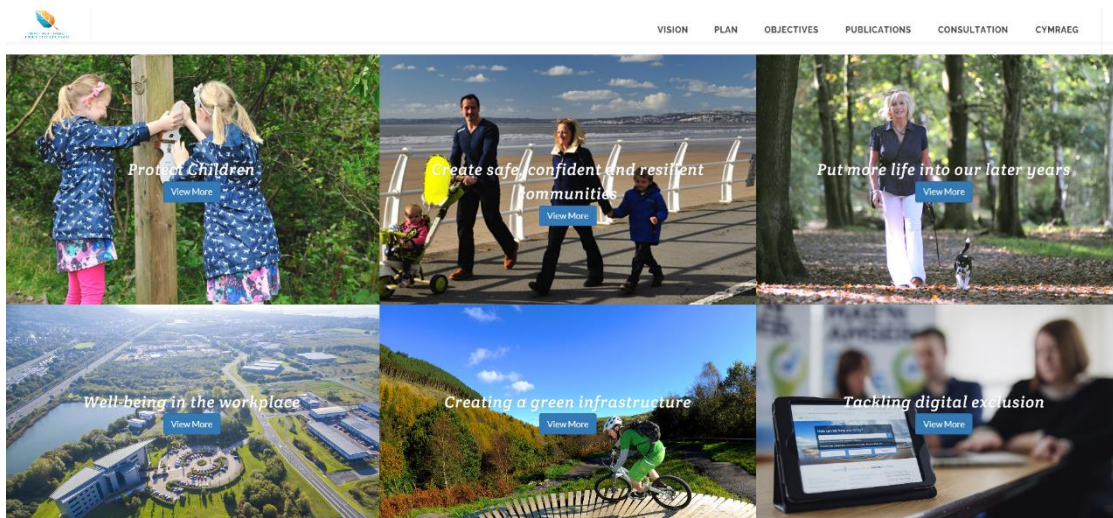 VISION PLAN OBJECTIVES PUBLICATIONS CONSULTATION CYMRAEG
Protect Children
View More
Create safe, confident and resilient
communities
View More
Put more life into our later years
View More
Well-being in the workplace
View More
Creating a green infrastructure
View More
Tackling digital exclusion
View More